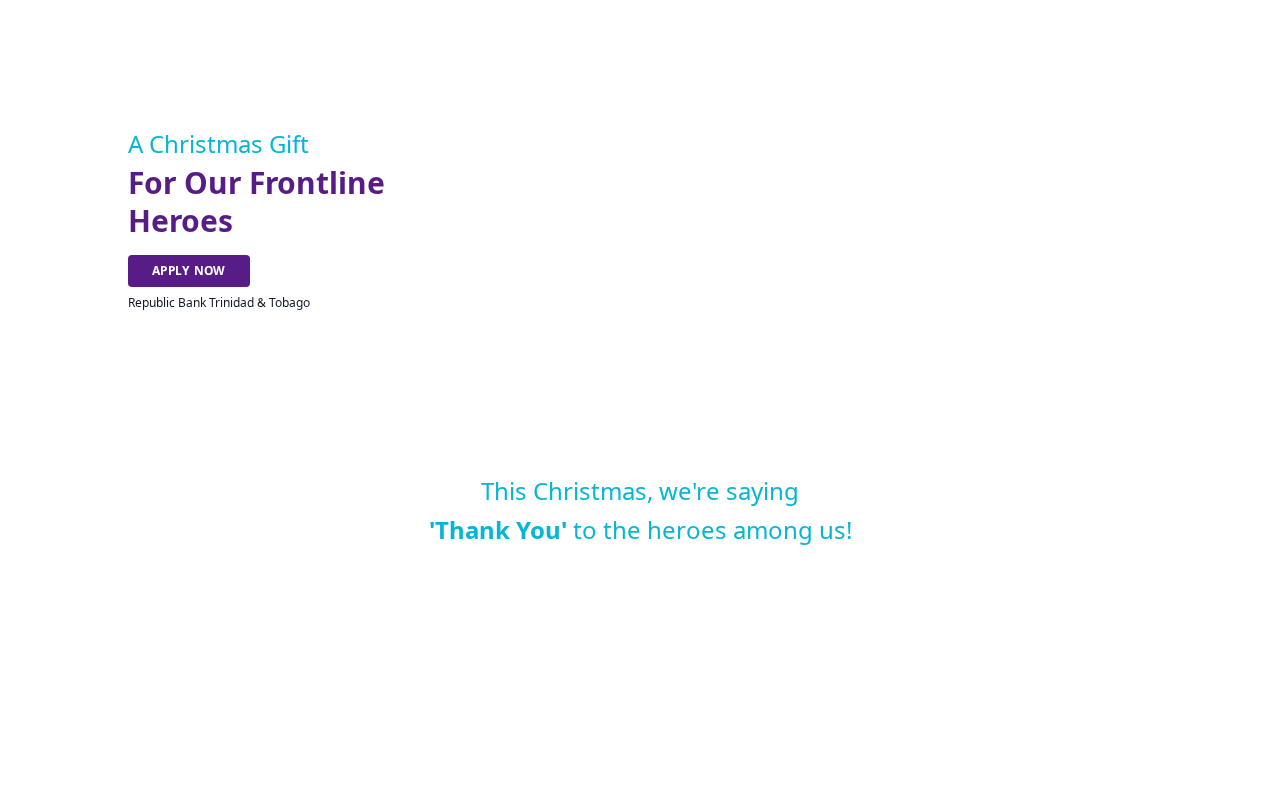 A Christmas Gift
For Our Frontline
Heroes
APPLY NOW
Republic Bank Trinidad & Tobago
This Christmas, we're saying
'Thank You' to the heroes among us!